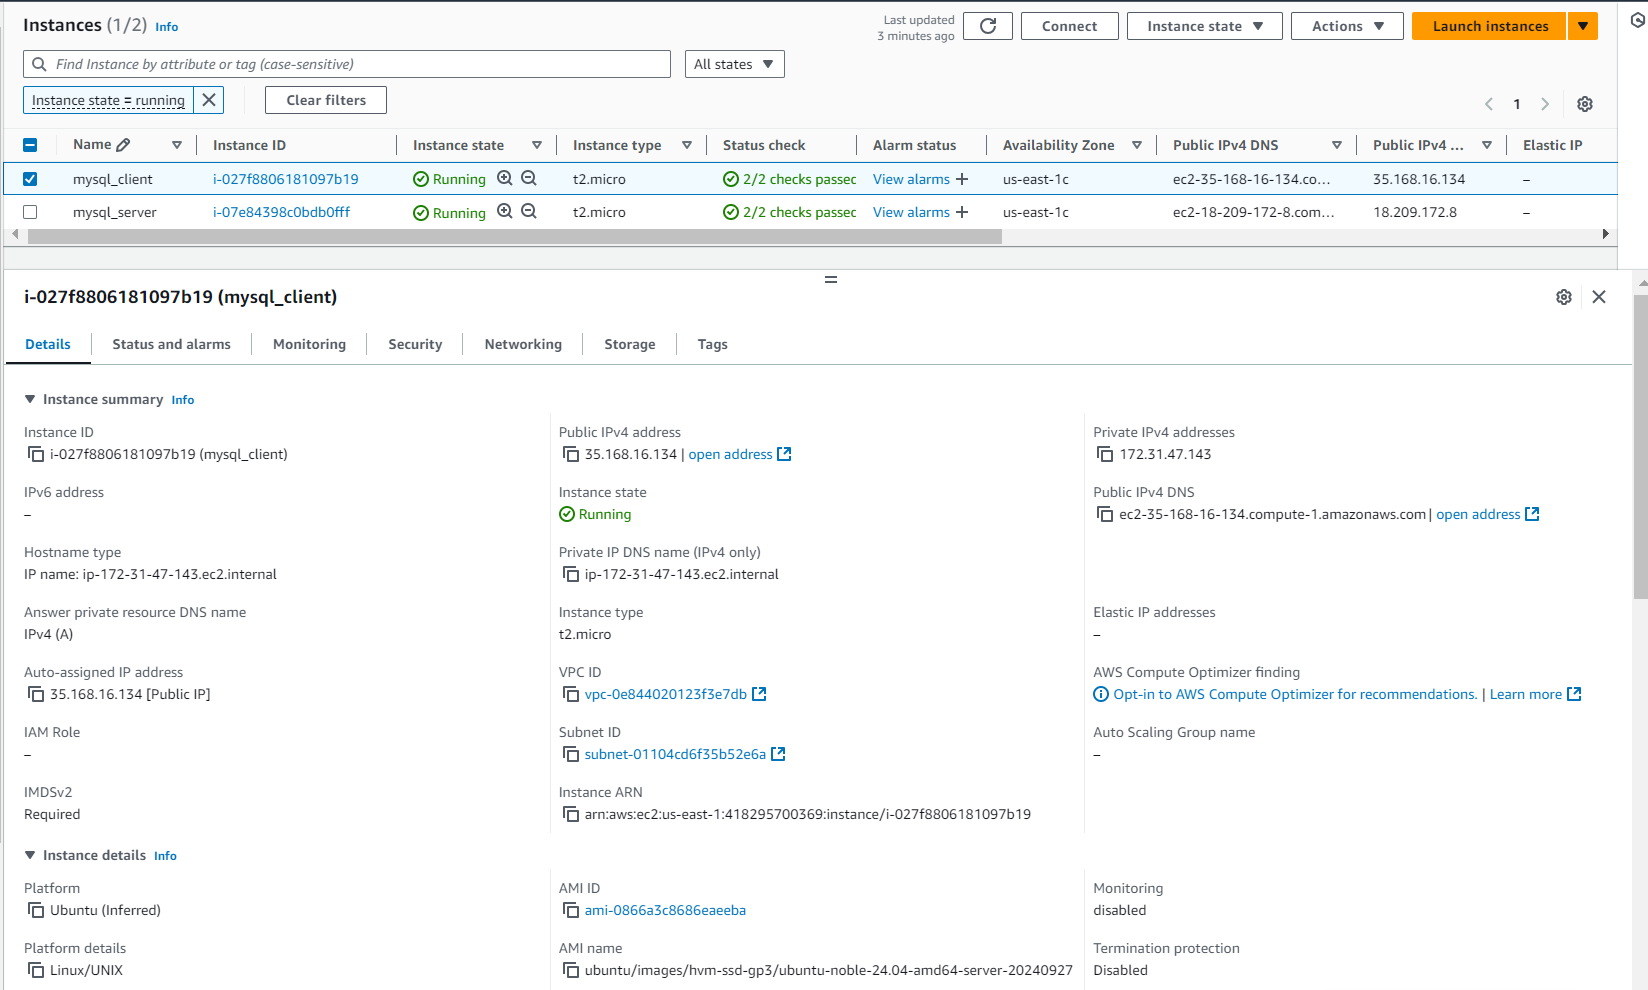 Instances (1/2) Info
Last updated
3 minutes ago
Connect
Instance state
Actions
Launch instances
Find Instance by attribute or tag (case-sensitive)
All states
Instance state = running
Clear filters
1
Name Instance ID Instance state Instance type Status check Alarm status Availability Zone Public IPv4 DNS Public IPv4 ... Elastic IP
mysql_client i-027f8806181097b19 Running t2.micro 2/2 checks passec View alarms + us-east-1c ec2-35-168-16-134.co... 35.168.16.134 –
mysql_server i-07e84398c0bdb0fff Running t2.micro 2/2 checks passec View alarms + us-east-1c ec2-18-209-172-8.com... 18.209.172.8 –
i-027f8806181097b19 (mysql_client)
Details Status and alarms Monitoring Security Networking Storage Tags
Instance summary Info
Instance ID
i-027f8806181097b19 (mysql_client)
Public IPv4 address
35.168.16.134 | open address
Private IPv4 addresses
172.31.47.143
IPv6 address
–
Instance state
Running
Public IPv4 DNS
ec2-35-168-16-134.compute-1.amazonaws.com | open address
Hostname type
IP name: ip-172-31-47-143.ec2.internal
Private IP DNS name (IPv4 only)
ip-172-31-47-143.ec2.internal
Answer private resource DNS name
IPv4 (A)
Instance type
t2.micro
Elastic IP addresses
–
Auto-assigned IP address
35.168.16.134 [Public IP]
VPC ID
vpc-0e844020123f3e7db
AWS Compute Optimizer finding
Opt-in to AWS Compute Optimizer for recommendations. | Learn more
IAM Role
–
Subnet ID
subnet-01104cd6f35b52e6a
Auto Scaling Group name
–
IMDSv2
Required
Instance ARN
arn:aws:ec2:us-east-1:418295700369:instance/i-027f8806181097b19
Instance details Info
Platform
Ubuntu (Inferred)
AMI ID
ami-0866a3c8686eaeeba
Monitoring
disabled
Platform details
Linux/UNIX
AMI name
ubuntu/images/hvm-ssd-gp3/ubuntu-noble-24.04-amd64-server-20240927
Termination protection
Disabled